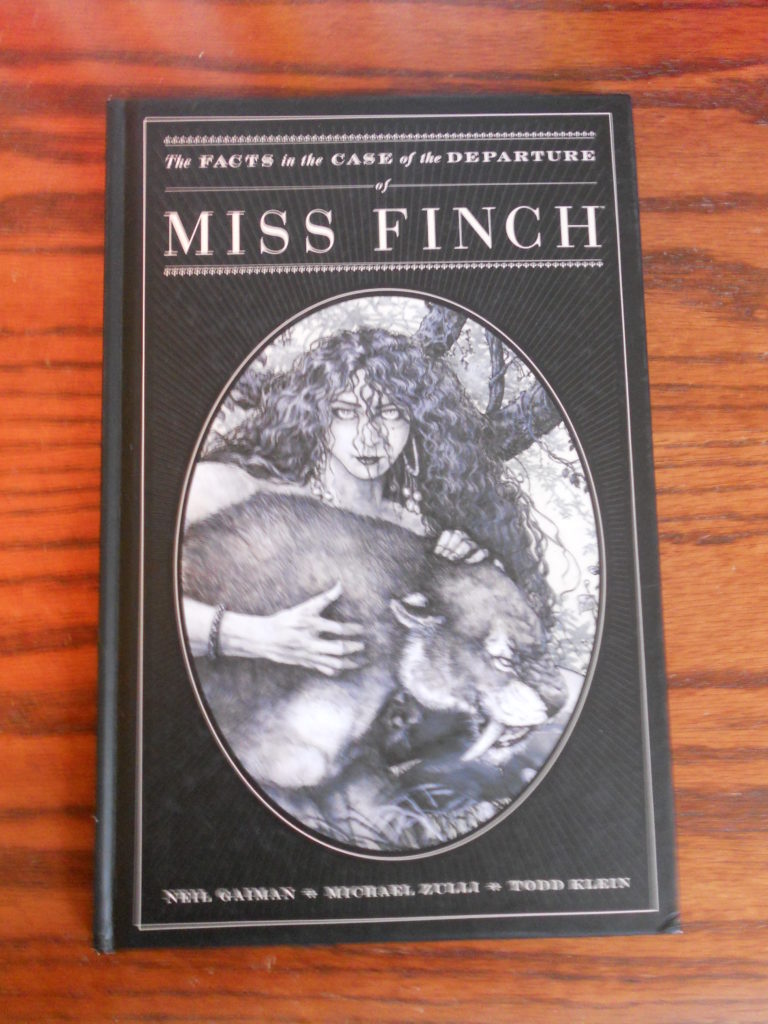 The FACTS in the CASE of the DEPARTURE
of
MISS FINCH
NEIL GAIMAN MICHAEL ZULLI TODD KLEIN